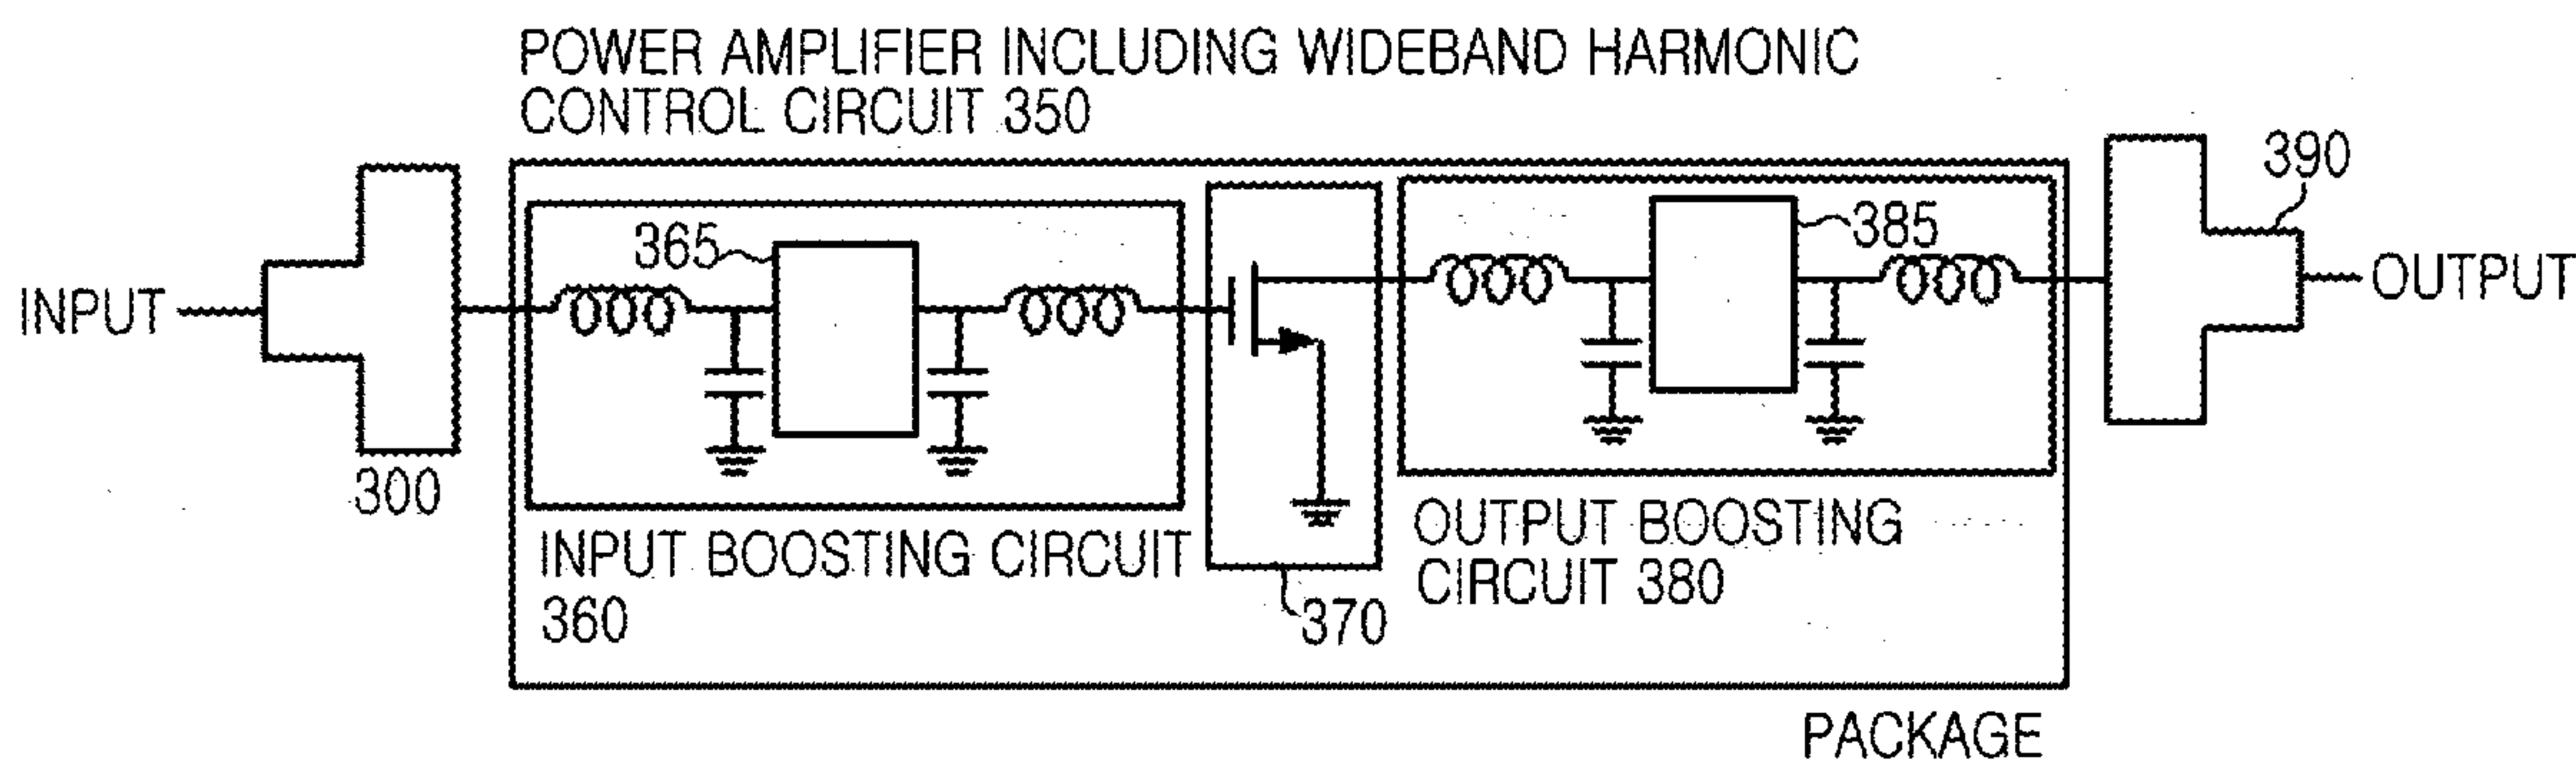 POWER AMPLIFIER INCLUDING WIDEBAND HARMONIC
CONTROL CIRCUIT 350
390
365
385
INPUT
OUTPUT
300
INPUT BOOSTING CIRCUIT
360
OUTPUT BOOSTING
CIRCUIT 380
370
PACKAGE